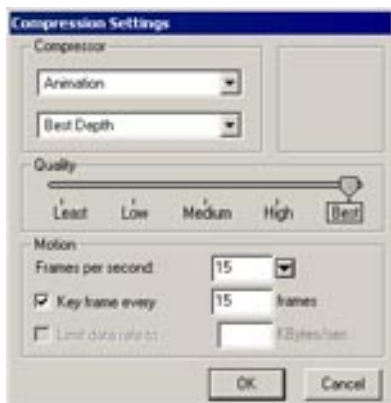 Compression Settings
Compressor
Animation
Best Depth
Quality
Least Low Medium High Best
Motion
Frames per second: 15
Key frame every 15 frames
Limit data rate to KBytes/sec
OK Cancel